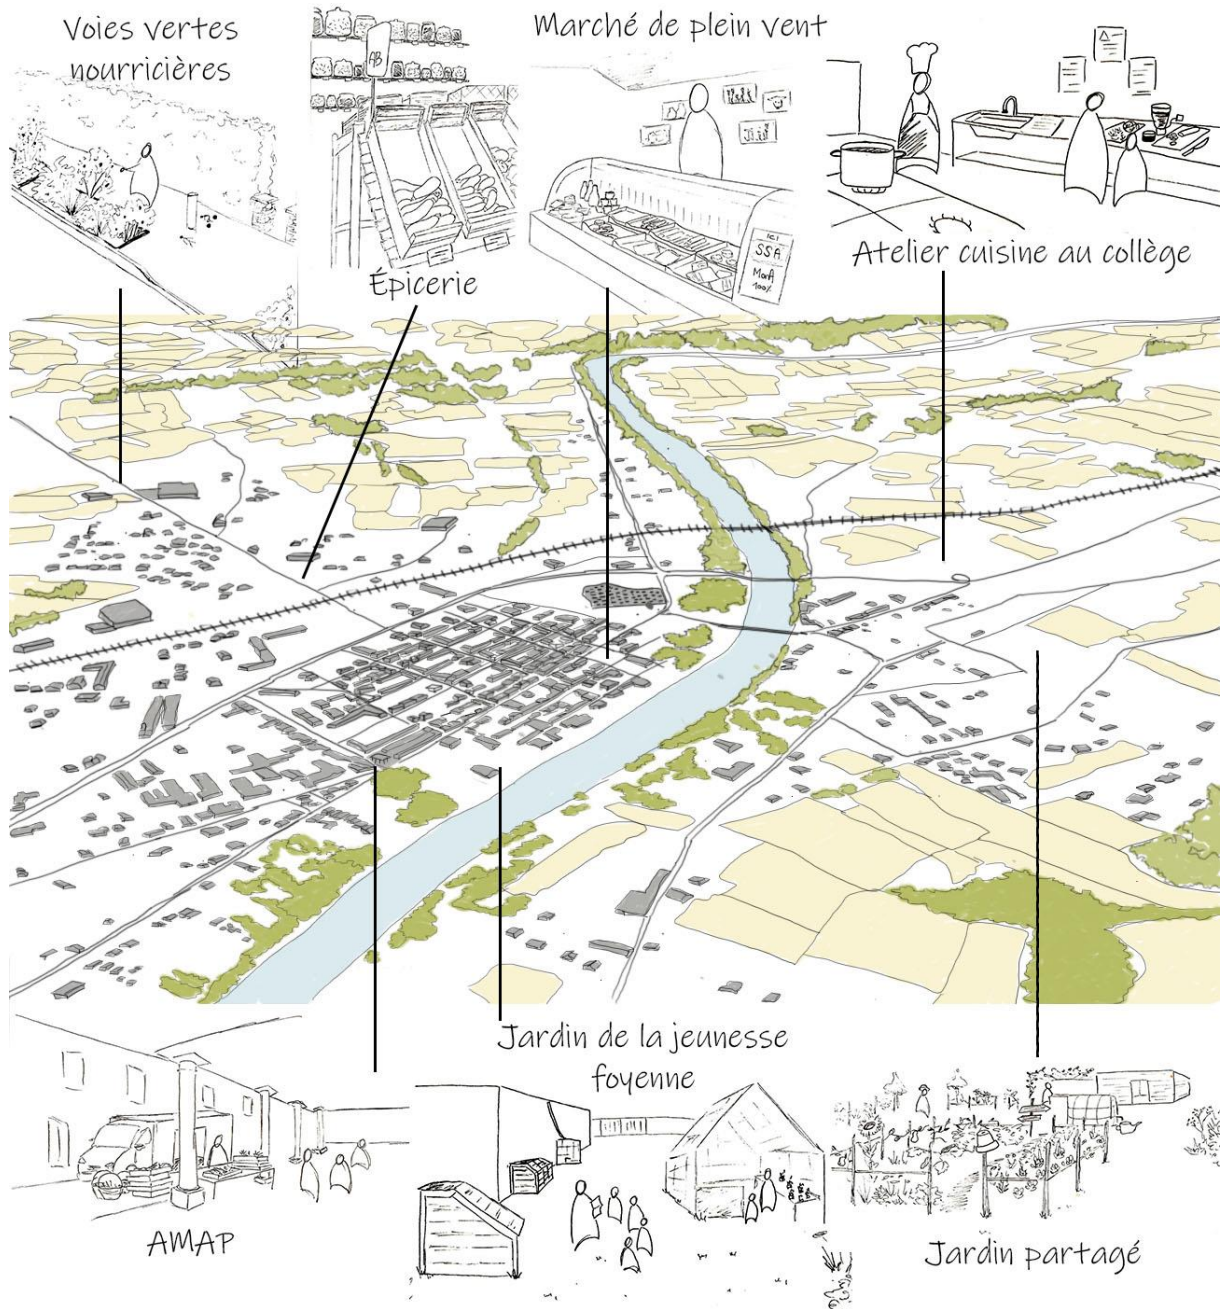 Voies vertes
nourricières
AB
Marché de plein vent
ICI
SSA
MonA
100%
Épicerie
Atelier cuisine au collège
Jardin de la jeunesse
foyenne
AMAP
Jardin partagé